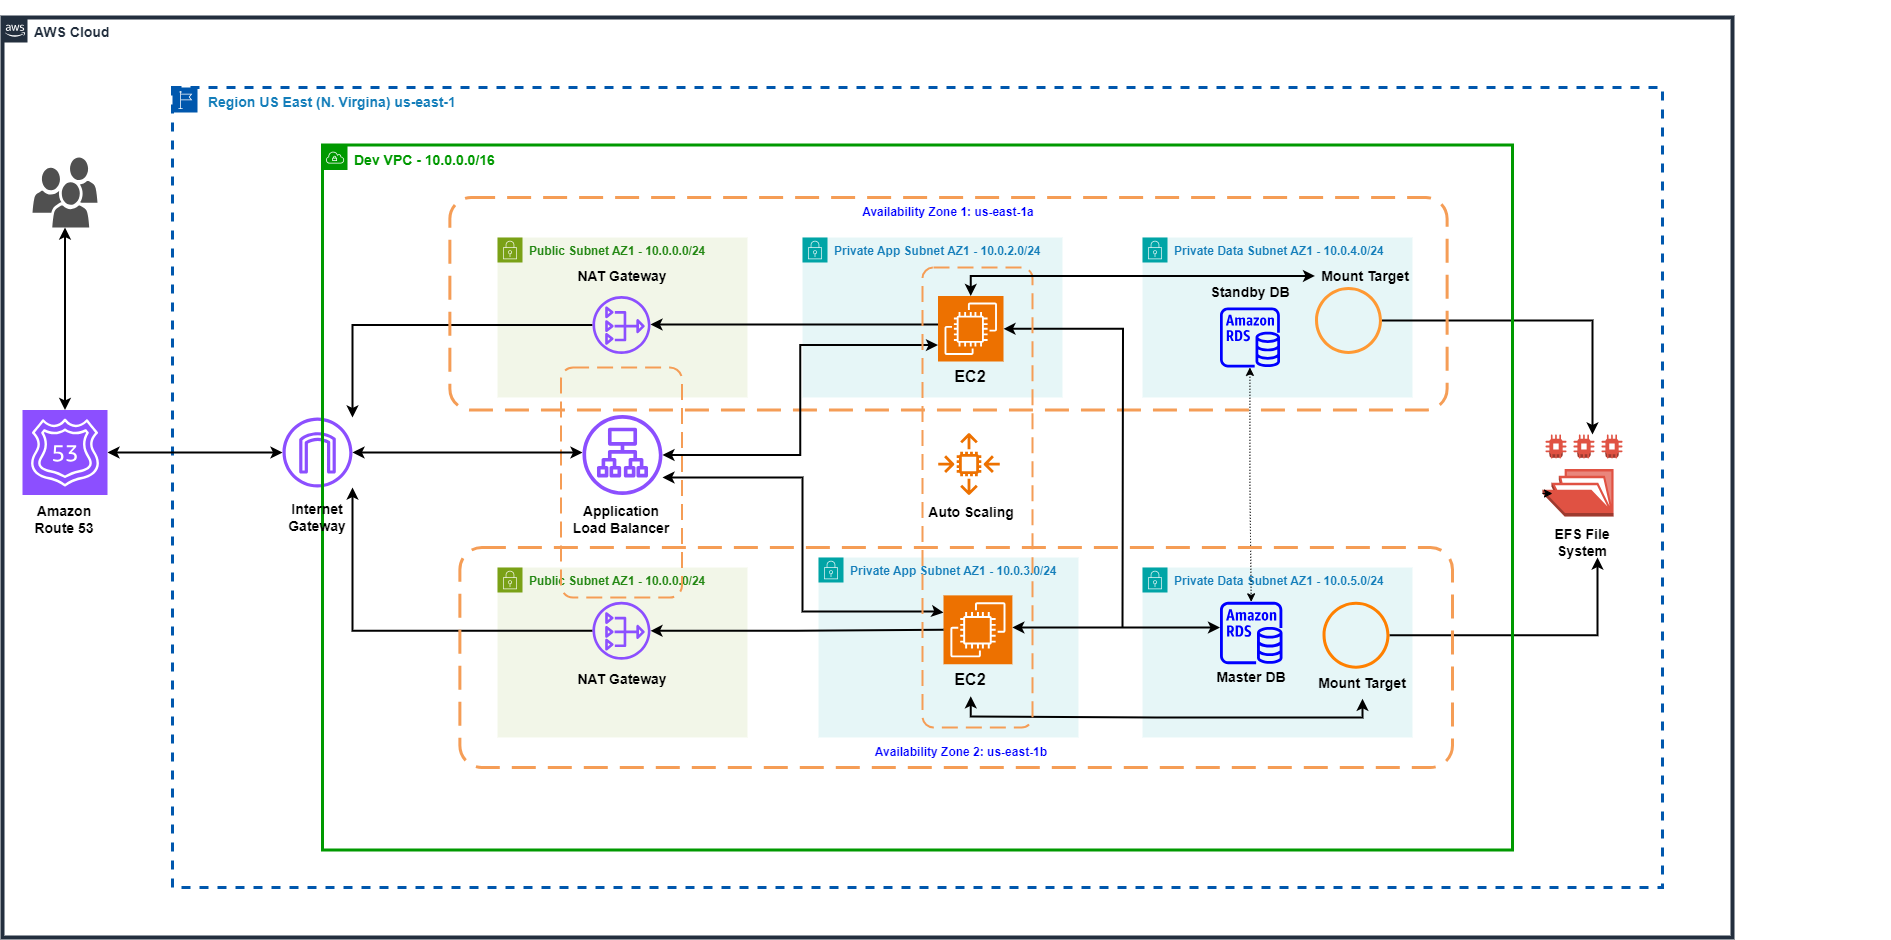 aws
AWS Cloud
Region US East (N. Virgina) us-east-1
Dev VPC - 10.0.0.0/16
Availability Zone 1: us-east-1a
Public Subnet AZ1 - 10.0.0.0/24
Private App Subnet AZ1 - 10.0.2.0/24
Private Data Subnet AZ1 - 10.0.4.0/24
NAT Gateway
Mount Target
Standby DB
Amazon
RDS
EC2
53
Amazon
Route 53
Internet
Gateway
Application
Load Balancer
Auto Scaling
EFS File
System
Public Subnet AZ1 - 10.0.0.0/24
Private App Subnet AZ1 - 10.0.3.0/24
Private Data Subnet AZ1 - 10.0.5.0/24
Amazon
RDS
NAT Gateway
EC2
Master DB
Mount Target
Availability Zone 2: us-east-1b